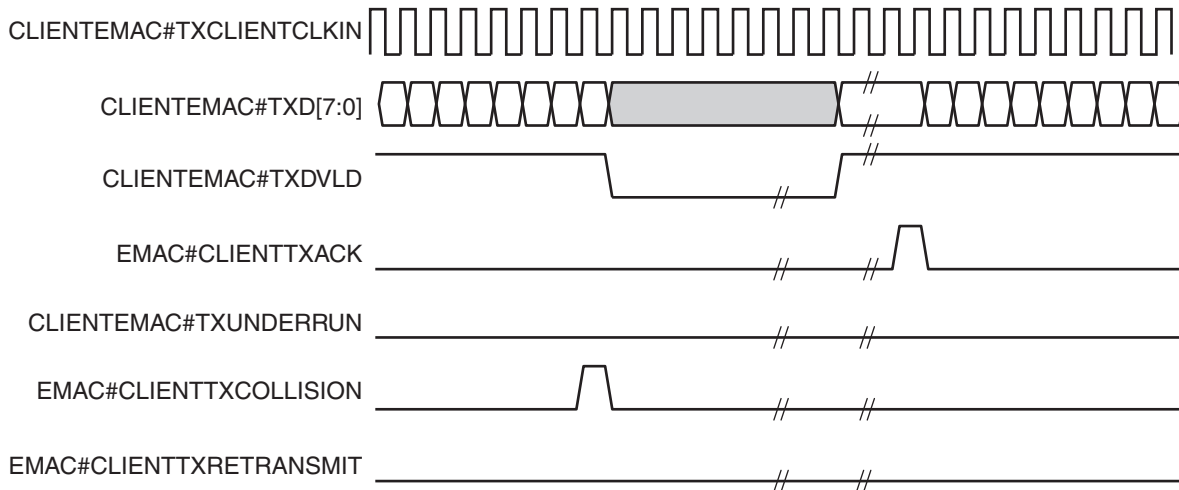 CLIENTEMAC#TXCLIENTCLKIN
CLIENTEMAC#TXD[7:0]
CLIENTEMAC#TXDVLD
EMAC#CLIENTTXACK
CLIENTEMAC#TXUNDERRUN
EMAC#CLIENTTXCOLLISION
EMAC#CLIENTTXRETRANSMIT